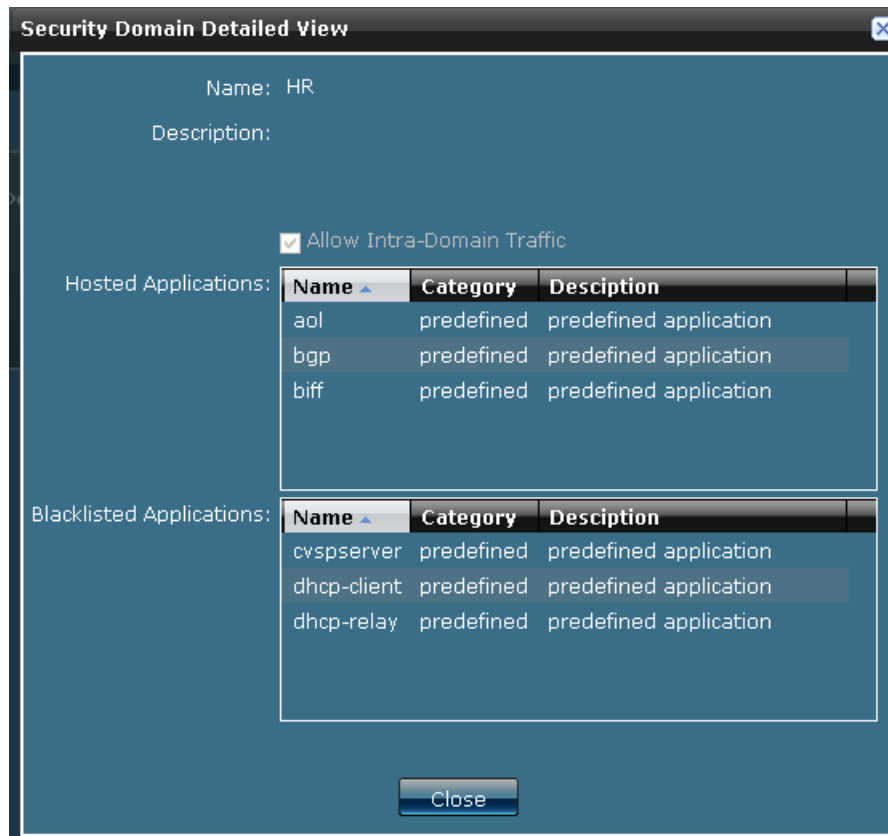 Security Domain Detailed View
Name: HR
Description:
Allow Intra-Domain Traffic
Hosted Applications:
Name Category Desciption
aol predefined predefined application
bgp predefined predefined application
biff predefined predefined application
Blacklisted Applications:
Name Category Desciption
cvspserver predefined predefined application
dhcp-client predefined predefined application
dhcp-relay predefined predefined application
Close